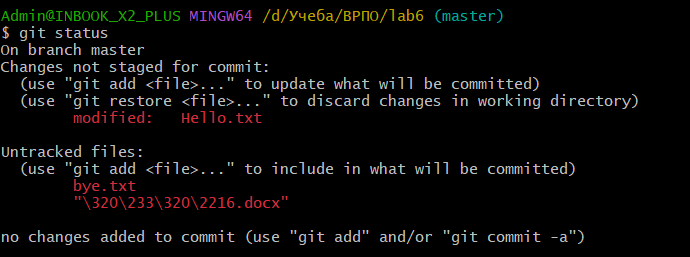 Admin@INBOOK_X2_PLUS MINGW64 /d/Учеба/ВРПО/lab6 (master)
$ git status
On branch master
Changes not staged for commit:
  (use "git add <file>..." to update what will be committed)
  (use "git restore <file>..." to discard changes in working directory)
        modified:   Hello.txt

Untracked files:
  (use "git add <file>..." to include in what will be committed)
        bye.txt
        "\320\233\320\2216.docx"

no changes added to commit (use "git add" and/or "git commit -a")